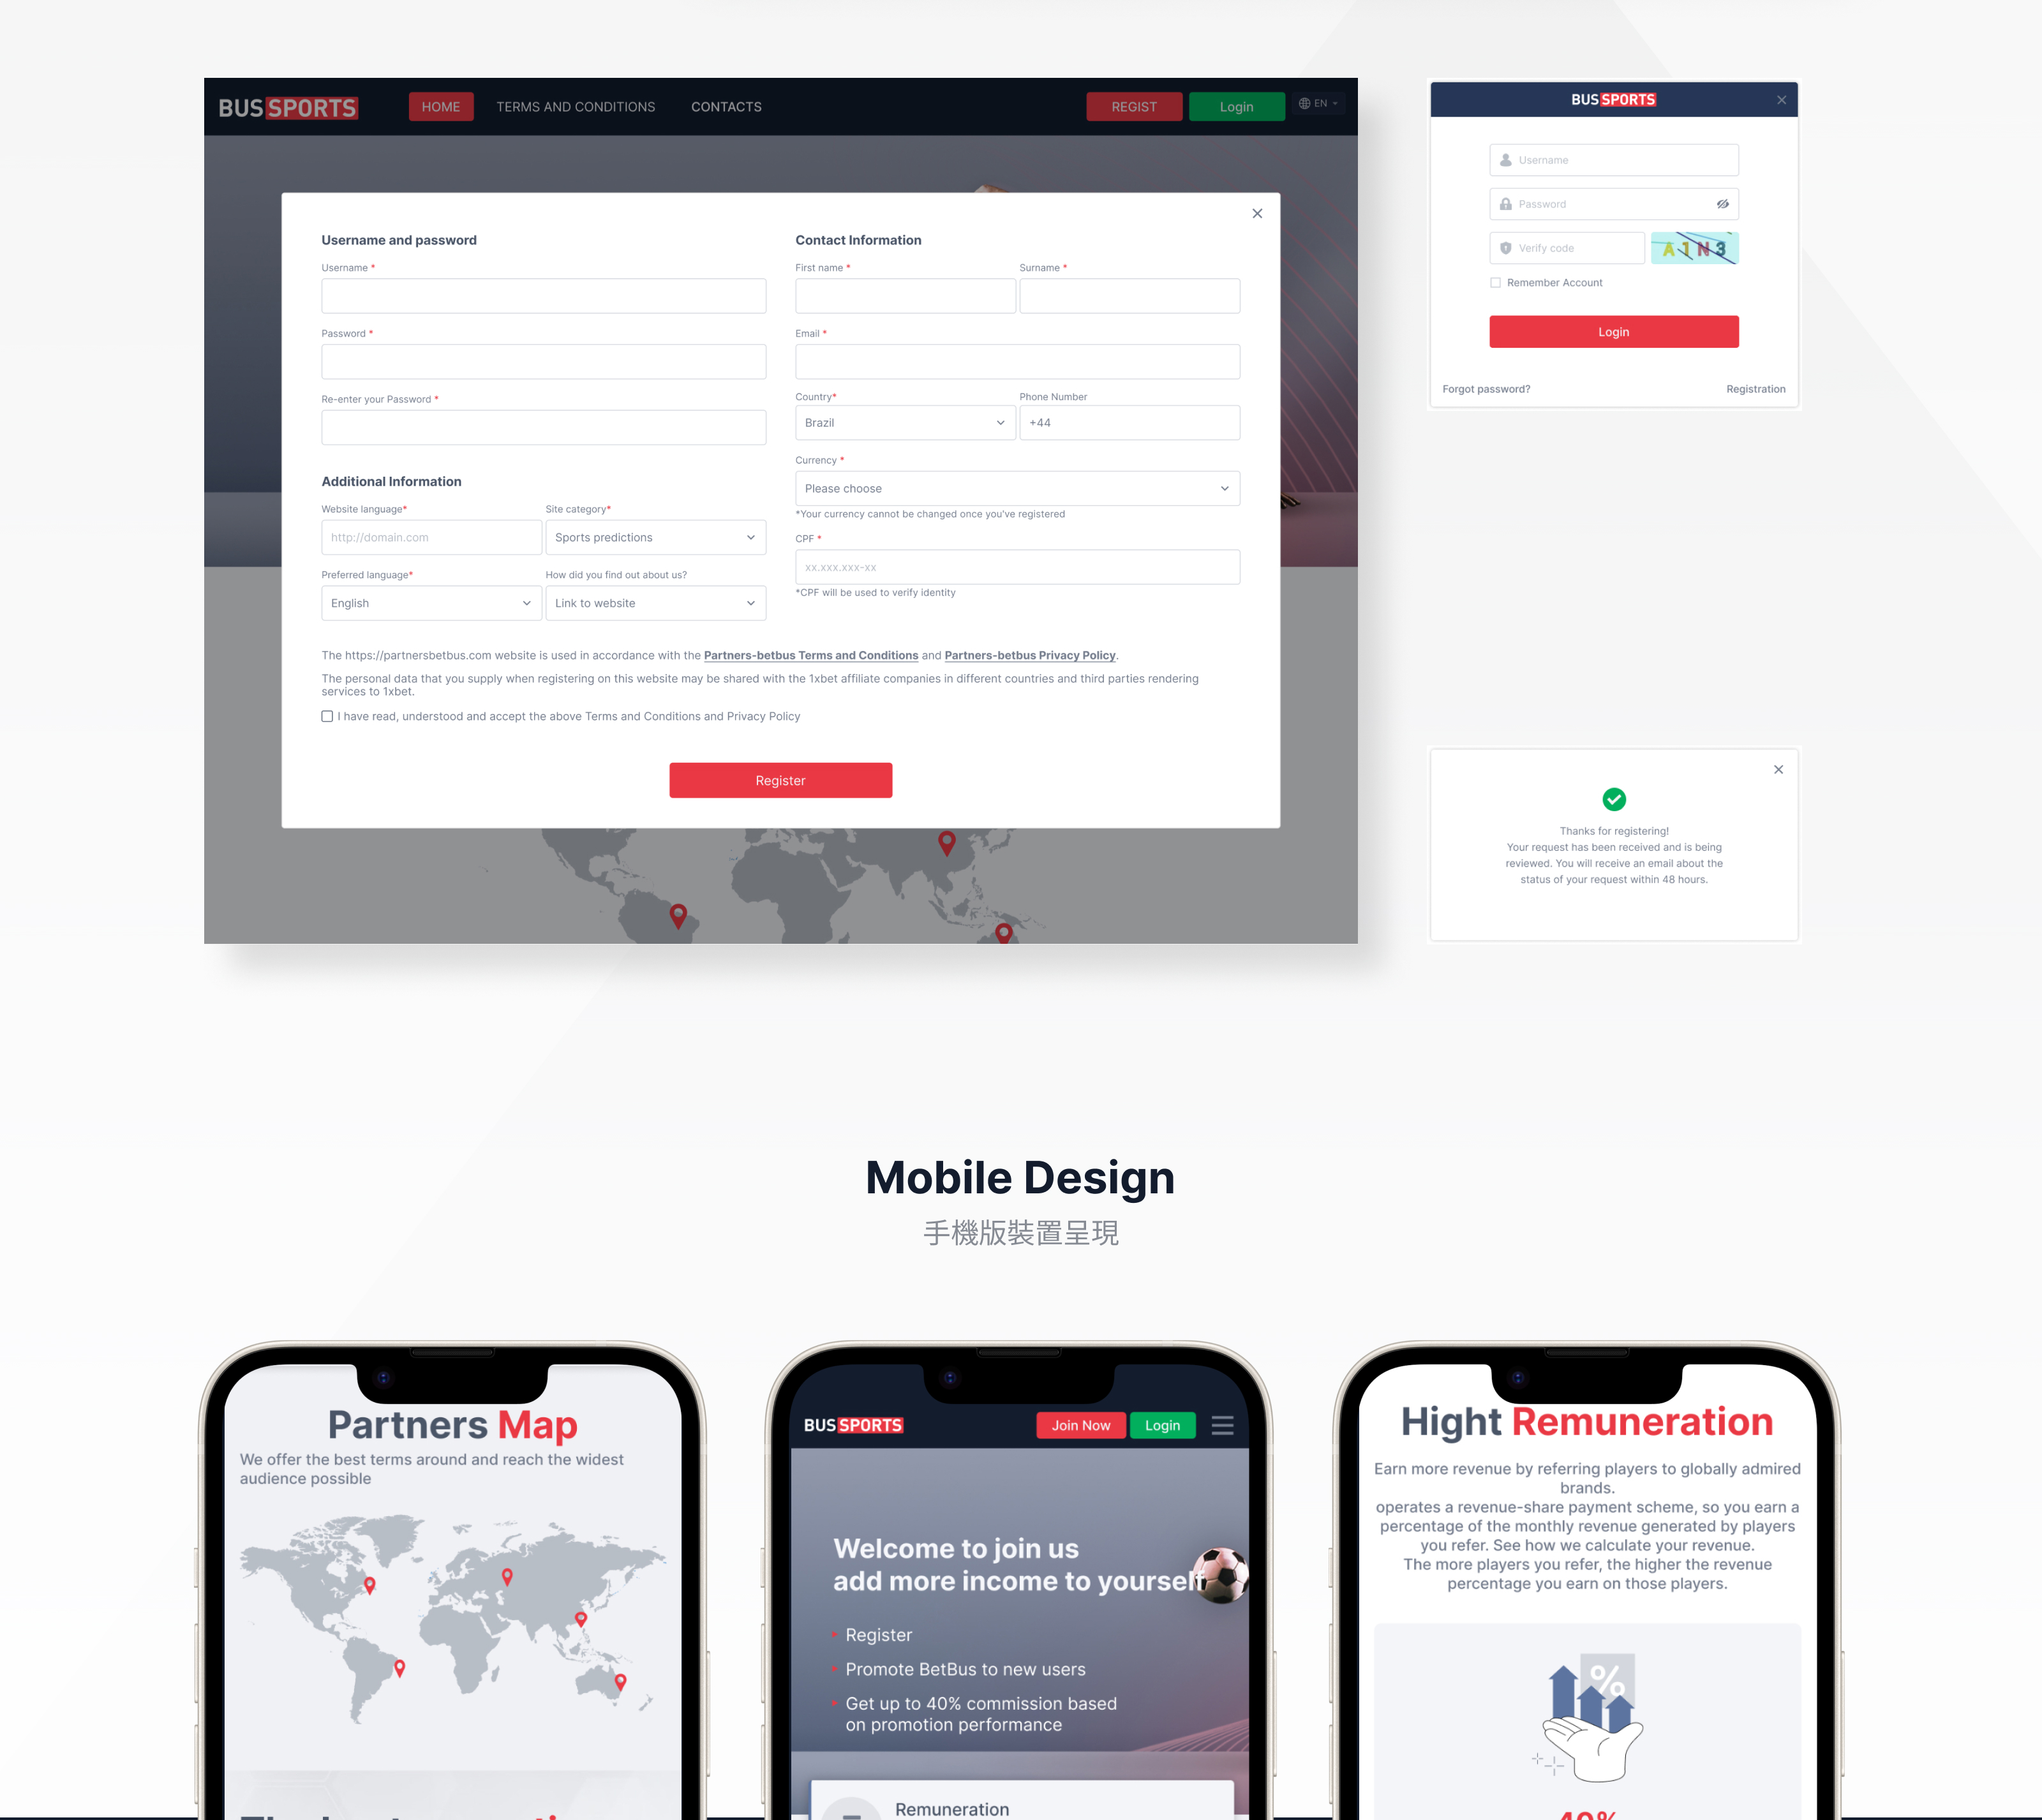 BUSSPORTS
HOME
TERMS AND CONDITIONS
CONTACTS
REGIST
Login
EN
Username and password
Username *
Password *
Re-enter your Password *
Additional Information
Website language*
Site category*
http://domain.com
Sports predictions
Preferred language*
How did you find out about us?
English
Link to website
Contact Information
First name *
Surname *
Email *
Country*
Phone Number
Brazil
+44
Currency *
Please choose
*Your currency cannot be changed once you've registered
CPF *
xx.xxx.xxx-xx
*CPF will be used to verify identity
The https://partnersbetbus.com website is used in accordance with the Partners-betbus Terms and Conditions and Partners-betbus Privacy Policy.
The personal data that you supply when registering on this website may be shared with the 1xbet affiliate companies in different countries and third parties rendering
services to 1xbet.
I have read, understood and accept the above Terms and Conditions and Privacy Policy
Register
BUSSPORTS
Username
Password
Verify code
A1N3
Remember Account
Login
Forgot password?
Registration
Thanks for registering!
Your request has been received and is being
reviewed. You will receive an email about the
status of your request within 48 hours.
Mobile Design
手機版裝置呈現
Partners Map
We offer the best terms around and reach the widest
audience possible
BUSSPORTS
Join Now
Login
Welcome to join us
add more income to yourself
Register
Promote BetBus to new users
Get up to 40% commission based
on promotion performance
Remuneration
Hight Remuneration
Earn more revenue by referring players to globally admired
brands.
operates a revenue-share payment scheme, so you earn a
percentage of the monthly revenue generated by players
you refer. See how we calculate your revenue.
The more players you refer, the higher the revenue
percentage you earn on those players.
%
40%